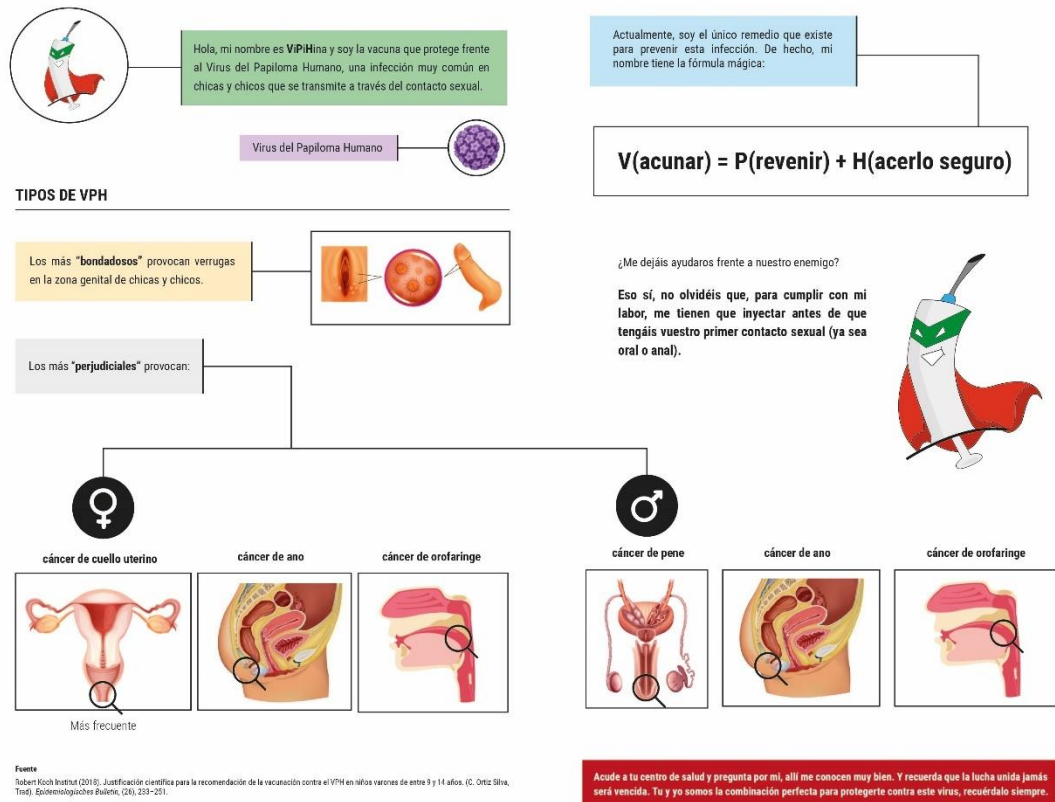 Hola, mi nombre es ViPiHina y soy la vacuna que protege frente
al Virus del Papiloma Humano, una infección muy común en
chicas y chicos que se transmite a través del contacto sexual.
Virus del Papiloma Humano
TIPOS DE VPH
Los más "bondadosos" provocan verrugas
en la zona genital de chicas y chicos.
Los más "perjudiciales" provocan:
Actualmente, soy el único remedio que existe
para prevenir esta infección. De hecho, mi
nombre tiene la fórmula mágica:
V(acunar) = P(revenir) + H(acerlo seguro)
¿Me dejáis ayudaros frente a nuestro enemigo?
Eso sí, no olvidéis que, para cumplir con mi
labor, me tienen que inyectar antes de que
tengáis vuestro primer contacto sexual (ya sea
oral o anal).
cáncer de cuello uterino
cáncer de ano
cáncer de orofaringe
Más frecuente
cáncer de pene
cáncer de ano
cáncer de orofaringe
Fuente
Robert Koch Institut (2018). Justificación científica para la recomendación de la vacunación contra el VPH en niños varones de entre 9 y 14 años. (C. Ortiz Silva,
Trad). Epidemiologisches Bulletin, (26), 233–251.
Acude a tu centro de salud y pregunta por mi, allí me conocen muy bien. Y recuerda que la lucha unida jamás
será vencida. Tu y yo somos la combinación perfecta para protegerte contra este virus, recuérdalo siempre.